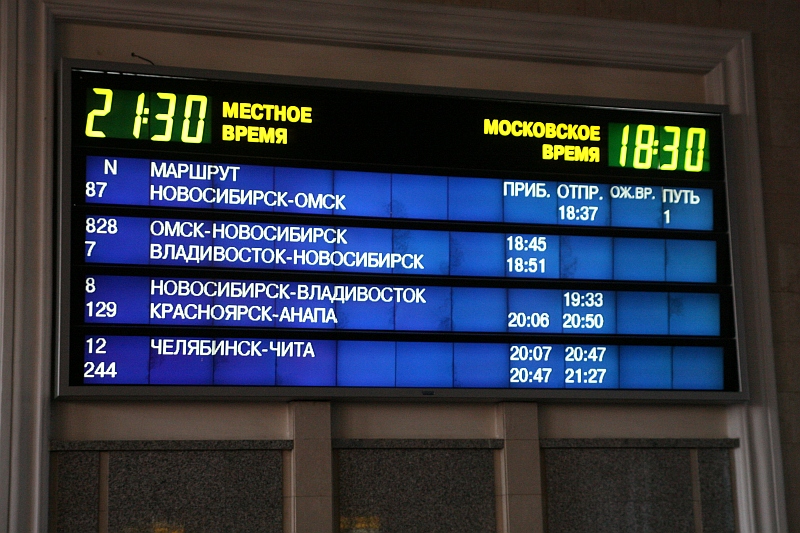 21:30 МЕСТНОЕ ВРЕМЯ МОСКОВСКОЕ ВРЕМЯ 18:30
N МАРШРУТ ПРИБ. ОТПР. ОЖ.ВР. ПУТЬ
87 НОВОСИБИРСК-ОМСК 18:37 1
828 ОМСК-НОВОСИБИРСК 18:45
7 ВЛАДИВОСТОК-НОВОСИБИРСК 18:51
8 НОВОСИБИРСК-ВЛАДИВОСТОК 19:33
129 КРАСНОЯРСК-АНАПА 20:06 20:50
12 ЧЕЛЯБИНСК-ЧИТА 20:07 20:47
244 20:47 21:27